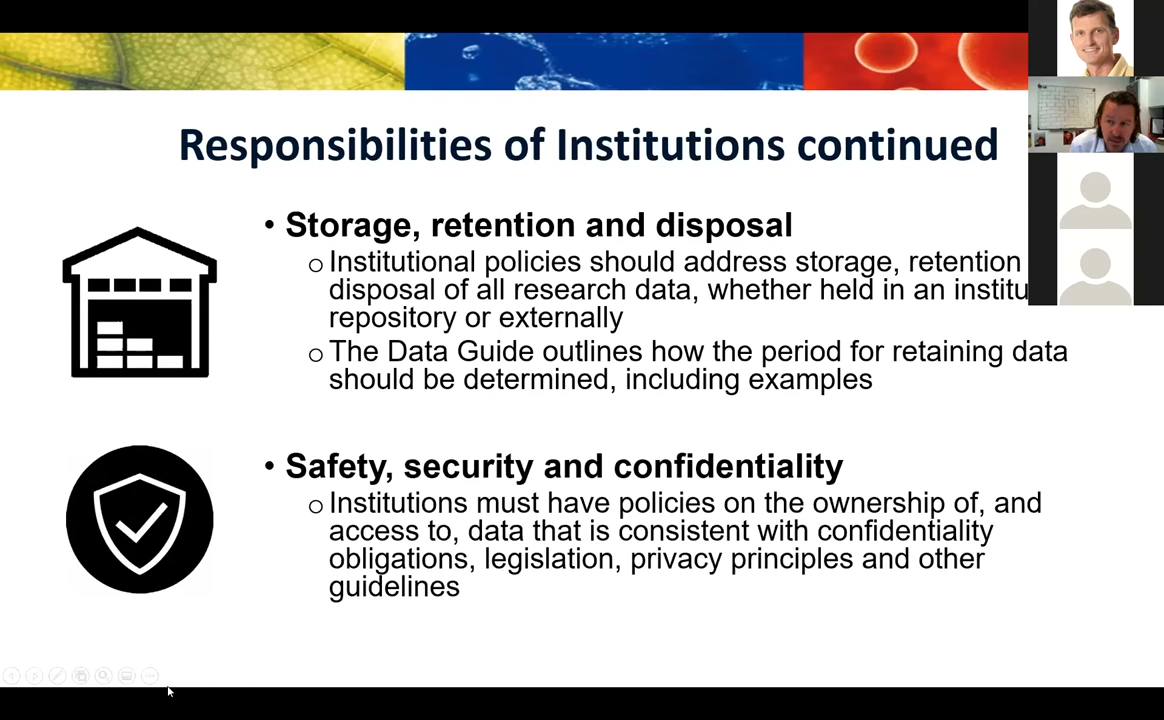 Responsibilities of Institutions continued
• Storage, retention and disposal
o Institutional policies should address storage, retention
disposal of all research data, whether held in an institu
repository or externally
o The Data Guide outlines how the period for retaining data
should be determined, including examples
• Safety, security and confidentiality
o Institutions must have policies on the ownership of, and
access to, data that is consistent with confidentiality
obligations, legislation, privacy principles and other
guidelines